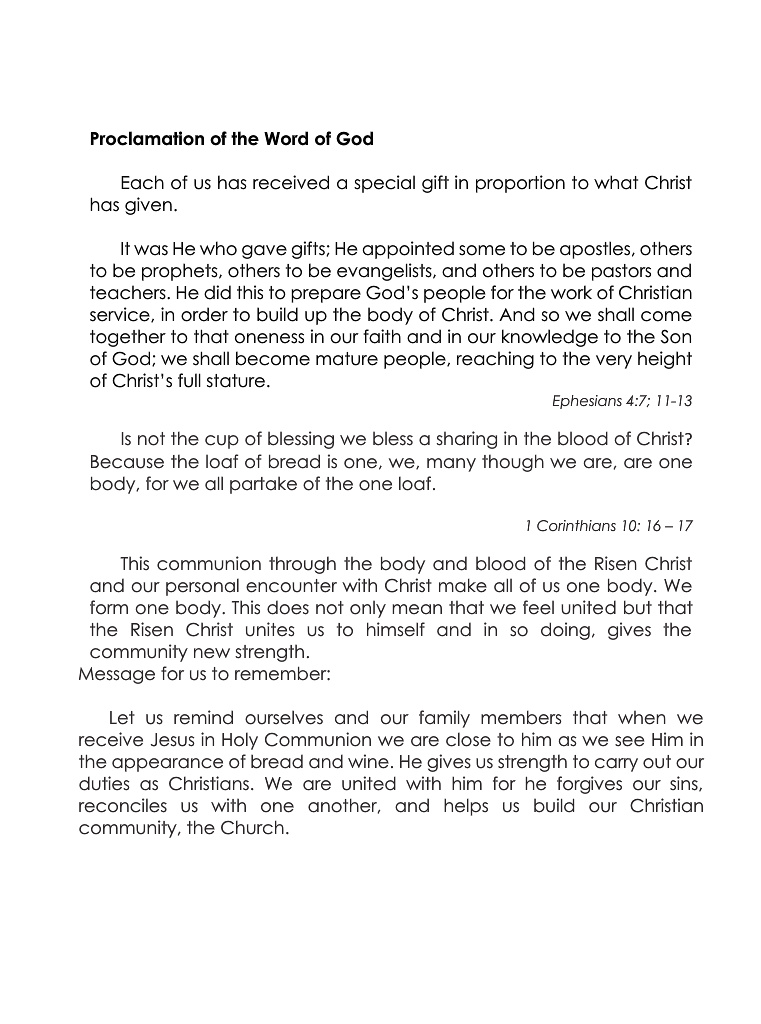 Proclamation of the Word of God
Each of us has received a special gift in proportion to what Christ
has given.
It was He who gave gifts; He appointed some to be apostles, others
to be prophets, others to be evangelists, and others to be pastors and
teachers. He did this to prepare God’s people for the work of Christian
service, in order to build up the body of Christ. And so we shall come
together to that oneness in our faith and in our knowledge to the Son
of God; we shall become mature people, reaching to the very height
of Christ’s full stature.
Ephesians 4:7; 11-13
Is not the cup of blessing we bless a sharing in the blood of Christ?
Because the loaf of bread is one, we, many though we are, are one
body, for we all partake of the one loaf.
1 Corinthians 10: 16 – 17
This communion through the body and blood of the Risen Christ
and our personal encounter with Christ make all of us one body. We
form one body. This does not only mean that we feel united but that
the Risen Christ unites us to himself and in so doing, gives the
community new strength.
Message for us to remember:
Let us remind ourselves and our family members that when we
receive Jesus in Holy Communion we are close to him as we see Him in
the appearance of bread and wine. He gives us strength to carry out our
duties as Christians. We are united with him for he forgives our sins,
reconciles us with one another, and helps us build our Christian
community, the Church.